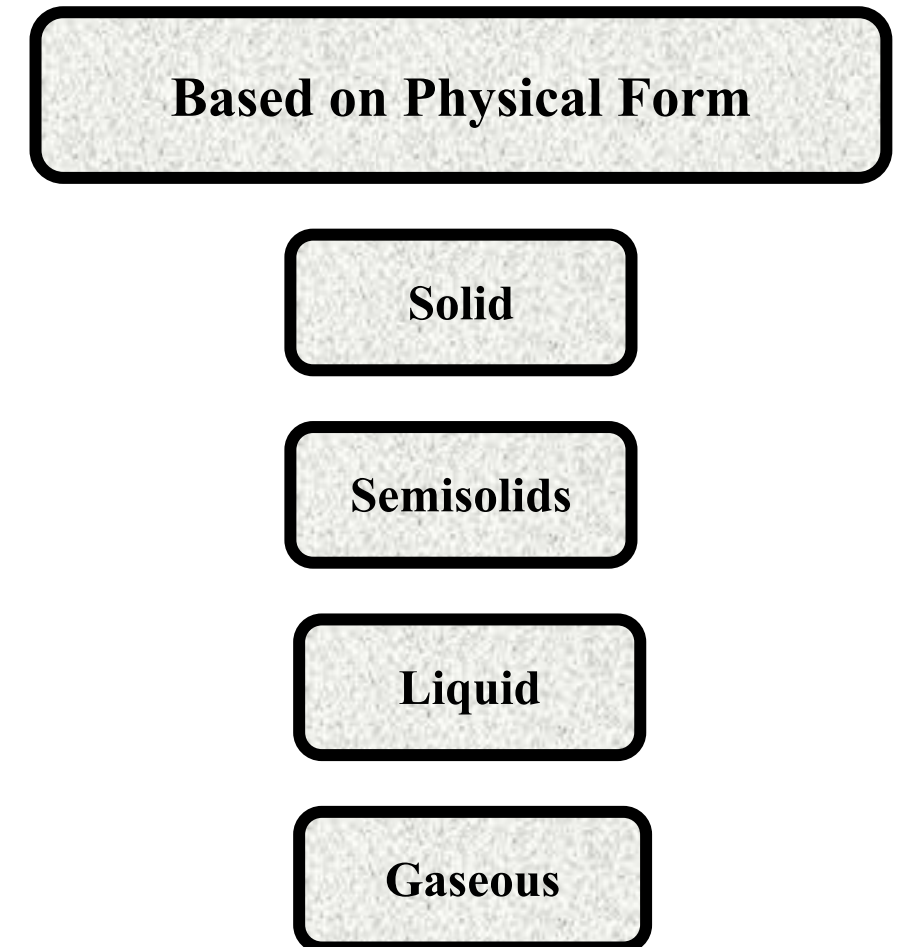 Based on Physical Form
Solid
Semisolids
Liquid
Gaseous